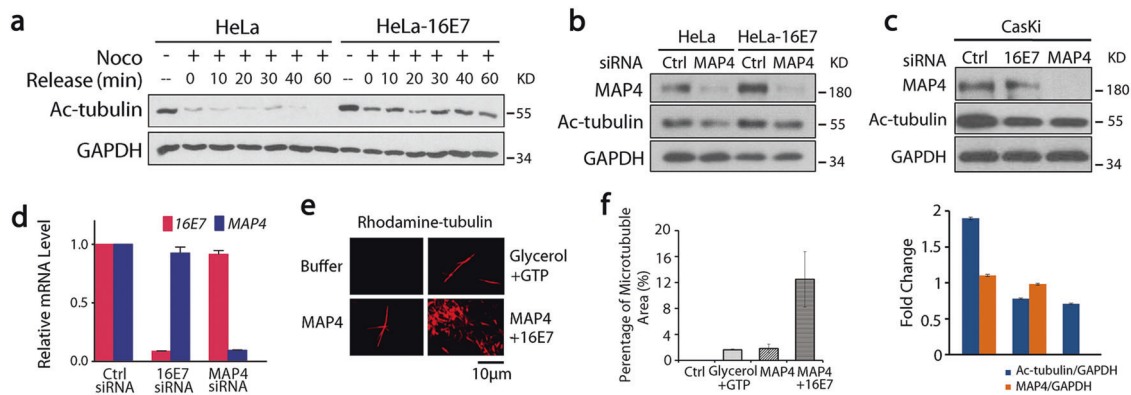 a
HeLa
HeLa-16E7
Noco - + + + + + + - + + + + + +
Release (min) -- 0 10 20 30 40 60 -- 0 10 20 30 40 60 KD
Ac-tubulin
55
GAPDH
34
b
HeLa HeLa-16E7
siRNA Ctrl MAP4 Ctrl MAP4 KD
MAP4
180
Ac-tubulin
55
GAPDH
34
c
CasKi
siRNA Ctrl 16E7 MAP4 KD
MAP4
180
Ac-tubulin
55
GAPDH
34
d
16E7 MAP4
Relative mRNA Level
1.0
0.5
0.0
Ctrl siRNA
16E7 siRNA
MAP4 siRNA
e
Rhodamine-tubulin
Buffer
Glycerol
+GTP
MAP4
MAP4
+16E7
10μm
f
Perentage of Microtububle
Area (%)
16
12
8
4
2
0
Ctrl
Glycerol
+GTP
MAP4
MAP4
+16E7
Fold Change
2
1.5
1
0.5
0
Ac-tubulin/GAPDH
MAP4/GAPDH